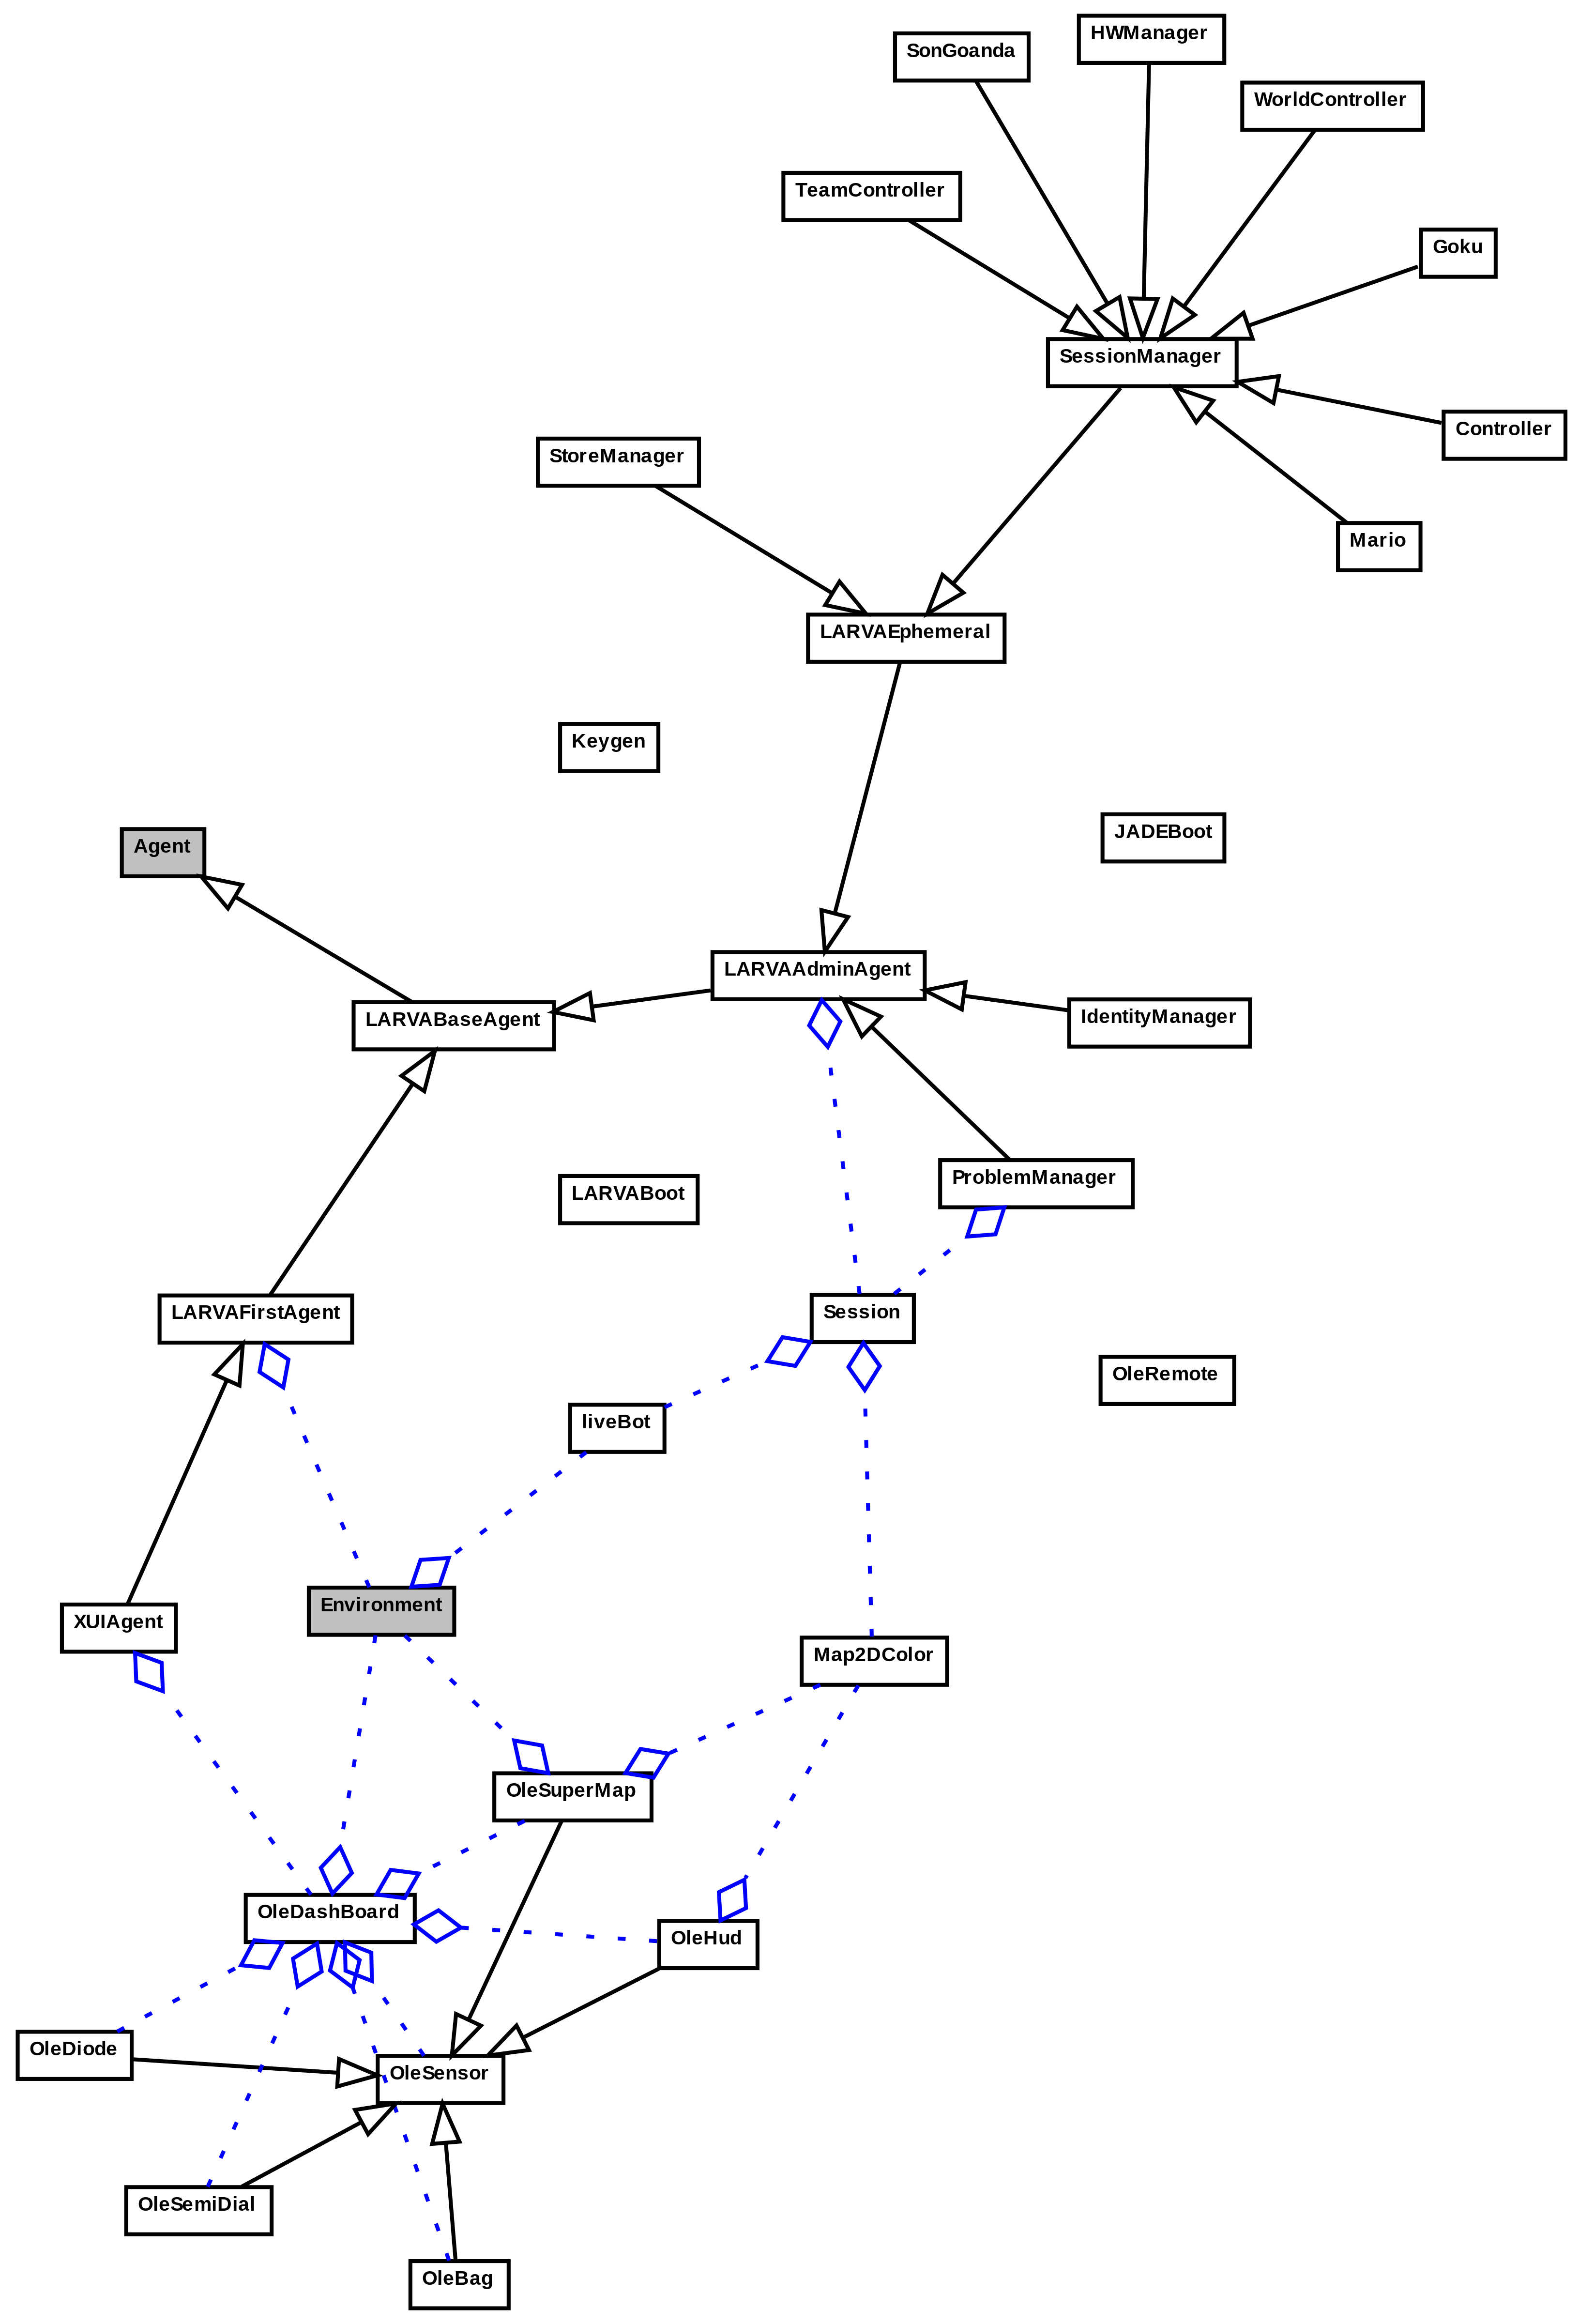 HWManager
SonGoanda
WorldController
TeamController
Goku
SessionManager
Controller
StoreManager
Mario
LARVAEphemeral
Keygen
JADEBoot
Agent
LARVAAdminAgent
IdentityManager
LARVABaseAgent
ProblemManager
LARVABoot
Session
LARVAFirstAgent
OleRemote
liveBot
Environment
XUIAgent
Map2DColor
OleSuperMap
OleDashBoard
OleHud
OleDiode
OleSensor
OleSemiDial
OleBag